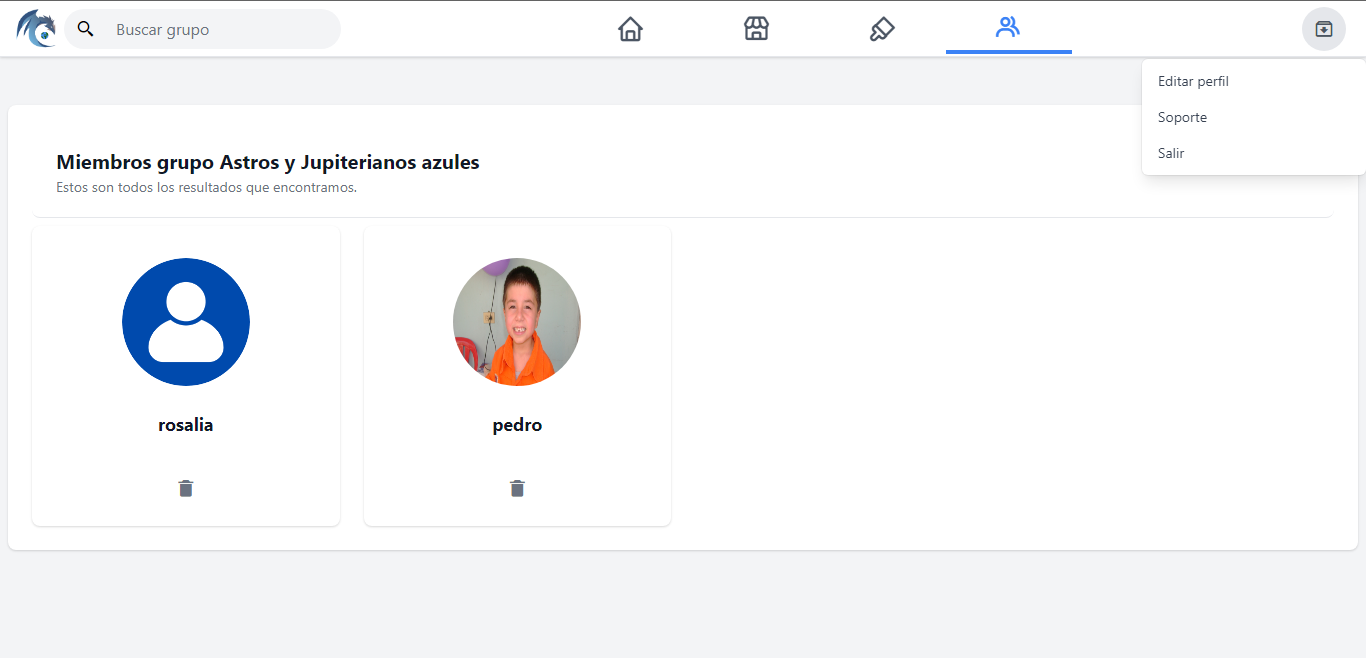 Buscar grupo
Editar perfil
Soporte
Salir
Miembros grupo Astros y Jupiterianos azules
Estos son todos los resultados que encontramos.
rosalia
pedro